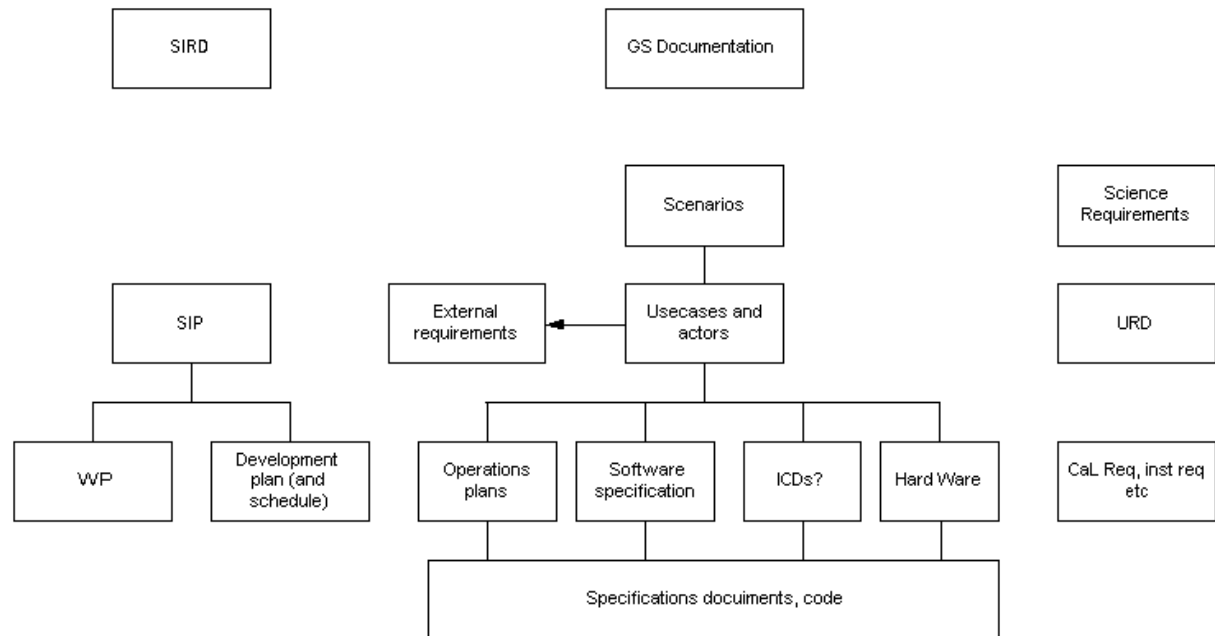 SIRD
GS Documentation
Scenarios
Science
Requirements
SIP
External
requirements
Usecases and
actors
URD
VVP
Development
plan (and
schedule)
Operations
plans
Software
specification
ICDs?
Hard Ware
CaL Req, inst req
etc
Specifications docuiments, code